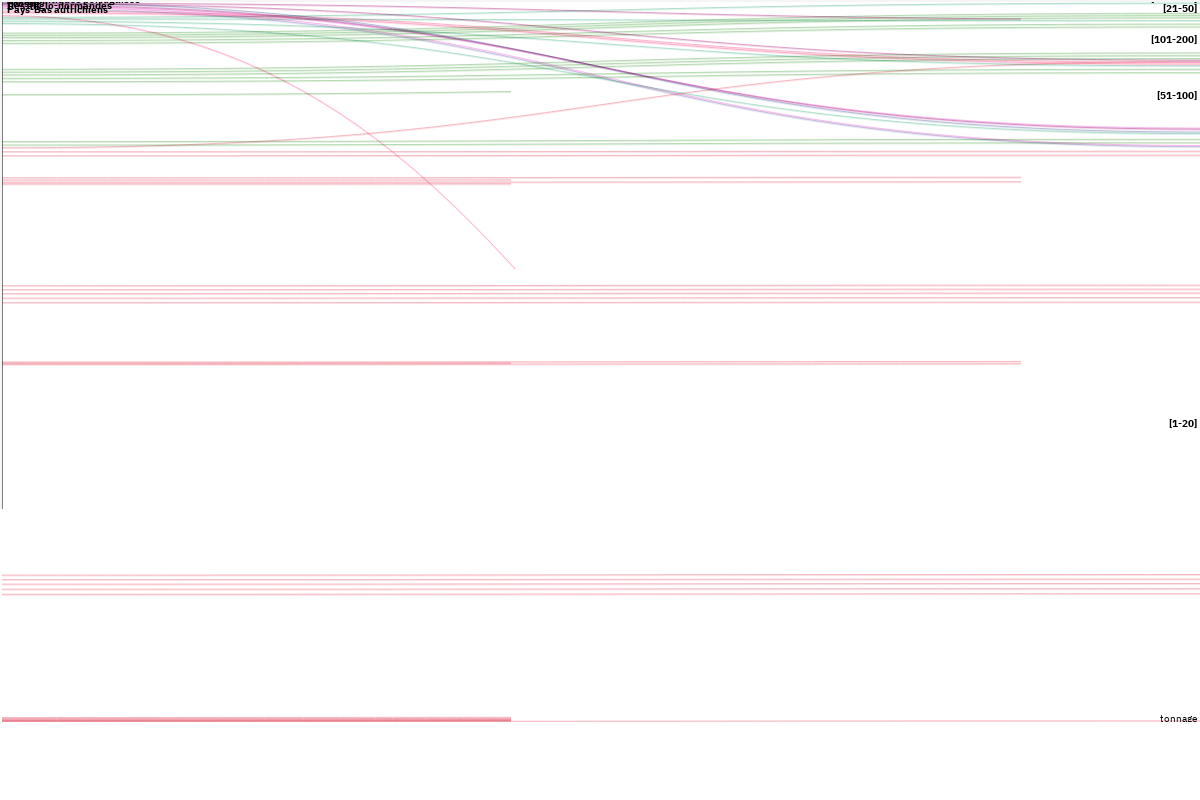 Pays-Bas autrichiens
[21-50]
[101-200]
[51-100]
[1-20]
tonnage